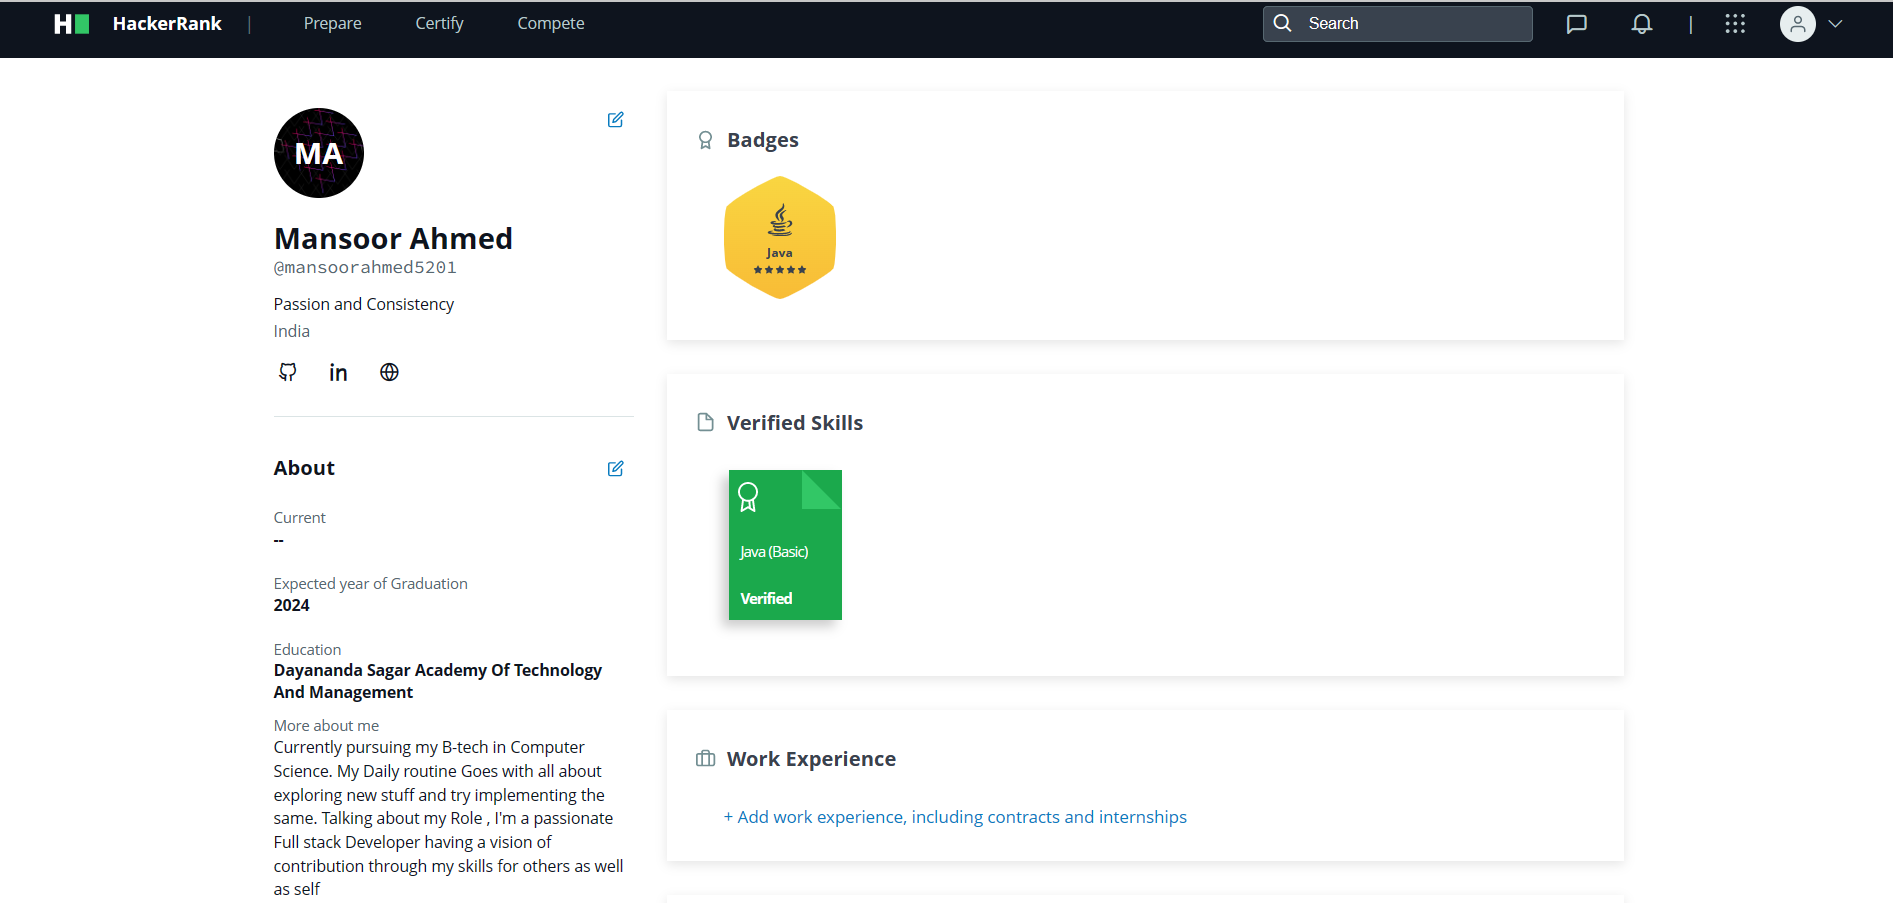 HackerRank | Prepare Certify Compete Search |
MA
Mansoor Ahmed
@mansoorahmed5201
Passion and Consistency
India
in
About
Current
--
Expected year of Graduation
2024
Education
Dayananda Sagar Academy Of Technology
And Management
More about me
Currently pursuing my B-tech in Computer
Science. My Daily routine Goes with all about
exploring new stuff and try implementing the
same. Talking about my Role , I'm a passionate
Full stack Developer having a vision of
contribution through my skills for others as well
as self
Badges
Java
Verified Skills
Java (Basic)
Verified
Work Experience
+ Add work experience, including contracts and internships